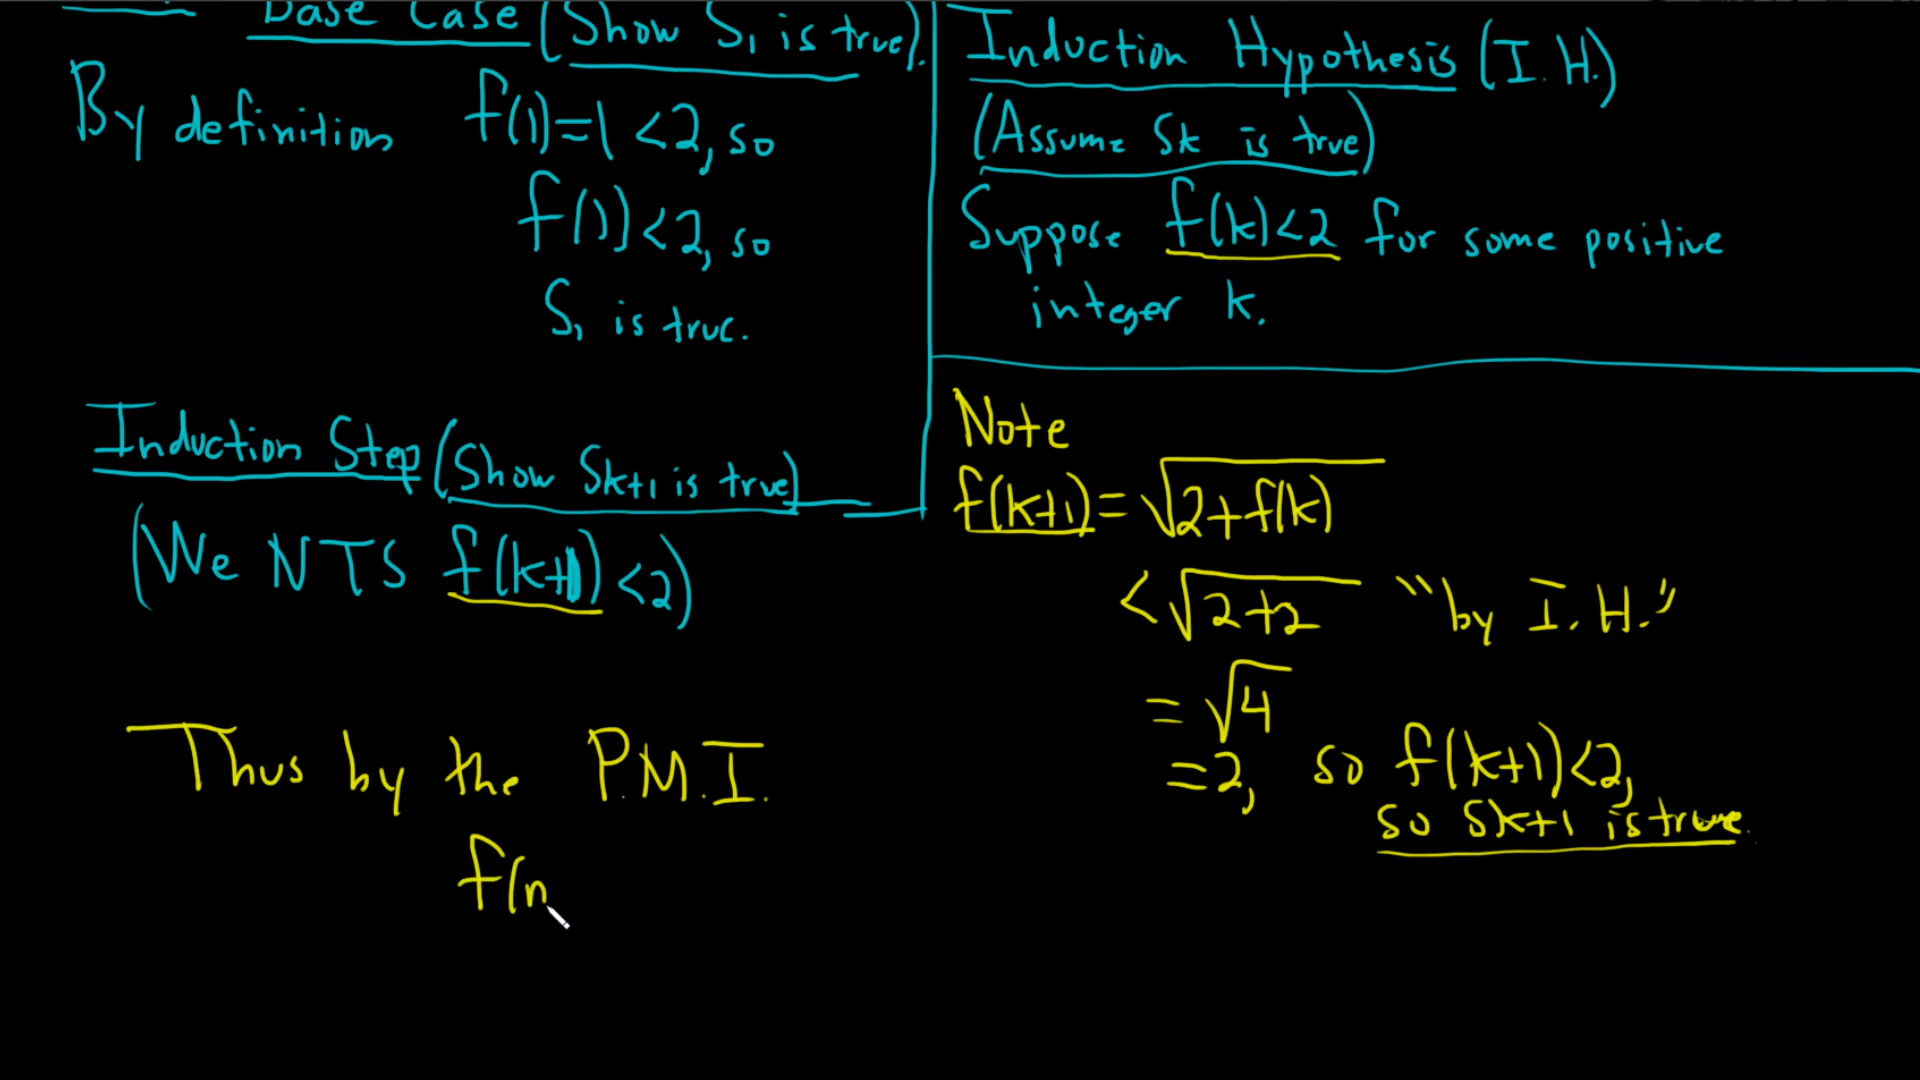 Base Case (Show S₁ is true).
By definition f(1)=1<2, so
f(1)<2, so
S₁ is true.
Induction Hypothesis (I.H.)
(Assume Sk is true)
Suppose f(k)<2 for some positive
integer k.
Induction Step (Show Sk+1 is true)
(We NTS f(k+1)<2)
Note
f(k+1)=√2+f(k)
<√2+2 "by I.H."
=√4
=2, so f(k+1)<2,
so Sk+1 is true.
Thus by the P.M.I.
f(n